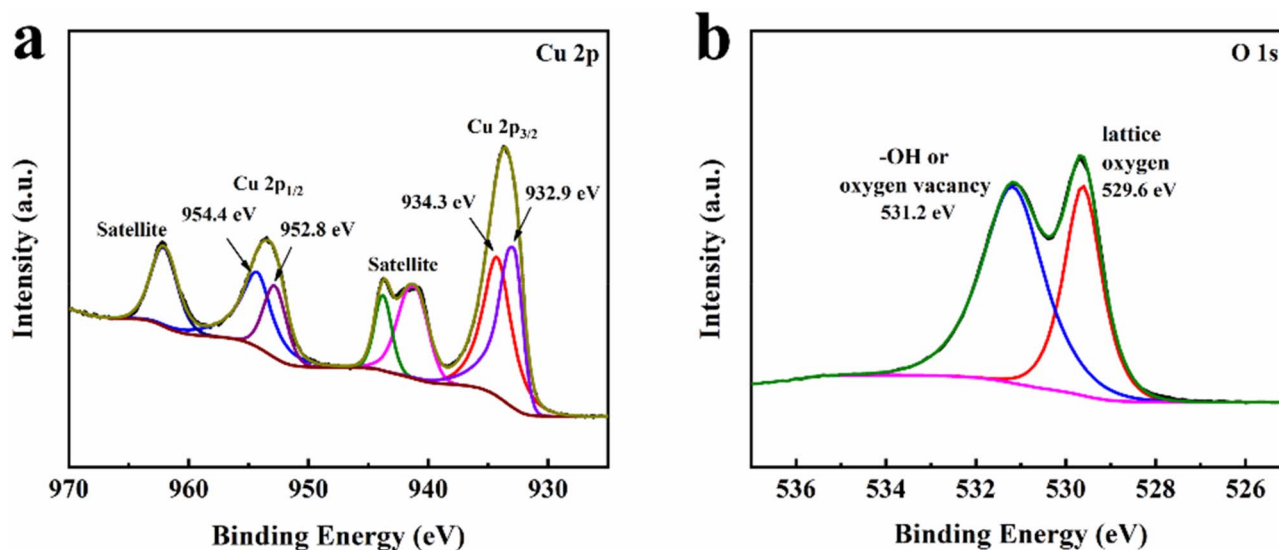 a
Cu 2p
Cu 2p3/2
Cu 2p1/2
954.4 eV
952.8 eV
934.3 eV
932.9 eV
Satellite
Satellite
Intensity (a.u.)
970 960 950 940 930
Binding Energy (eV)
b
O 1s
-OH or
oxygen vacancy
531.2 eV
lattice
oxygen
529.6 eV
Intensity (a.u.)
536 534 532 530 528 526
Binding Energy (eV)